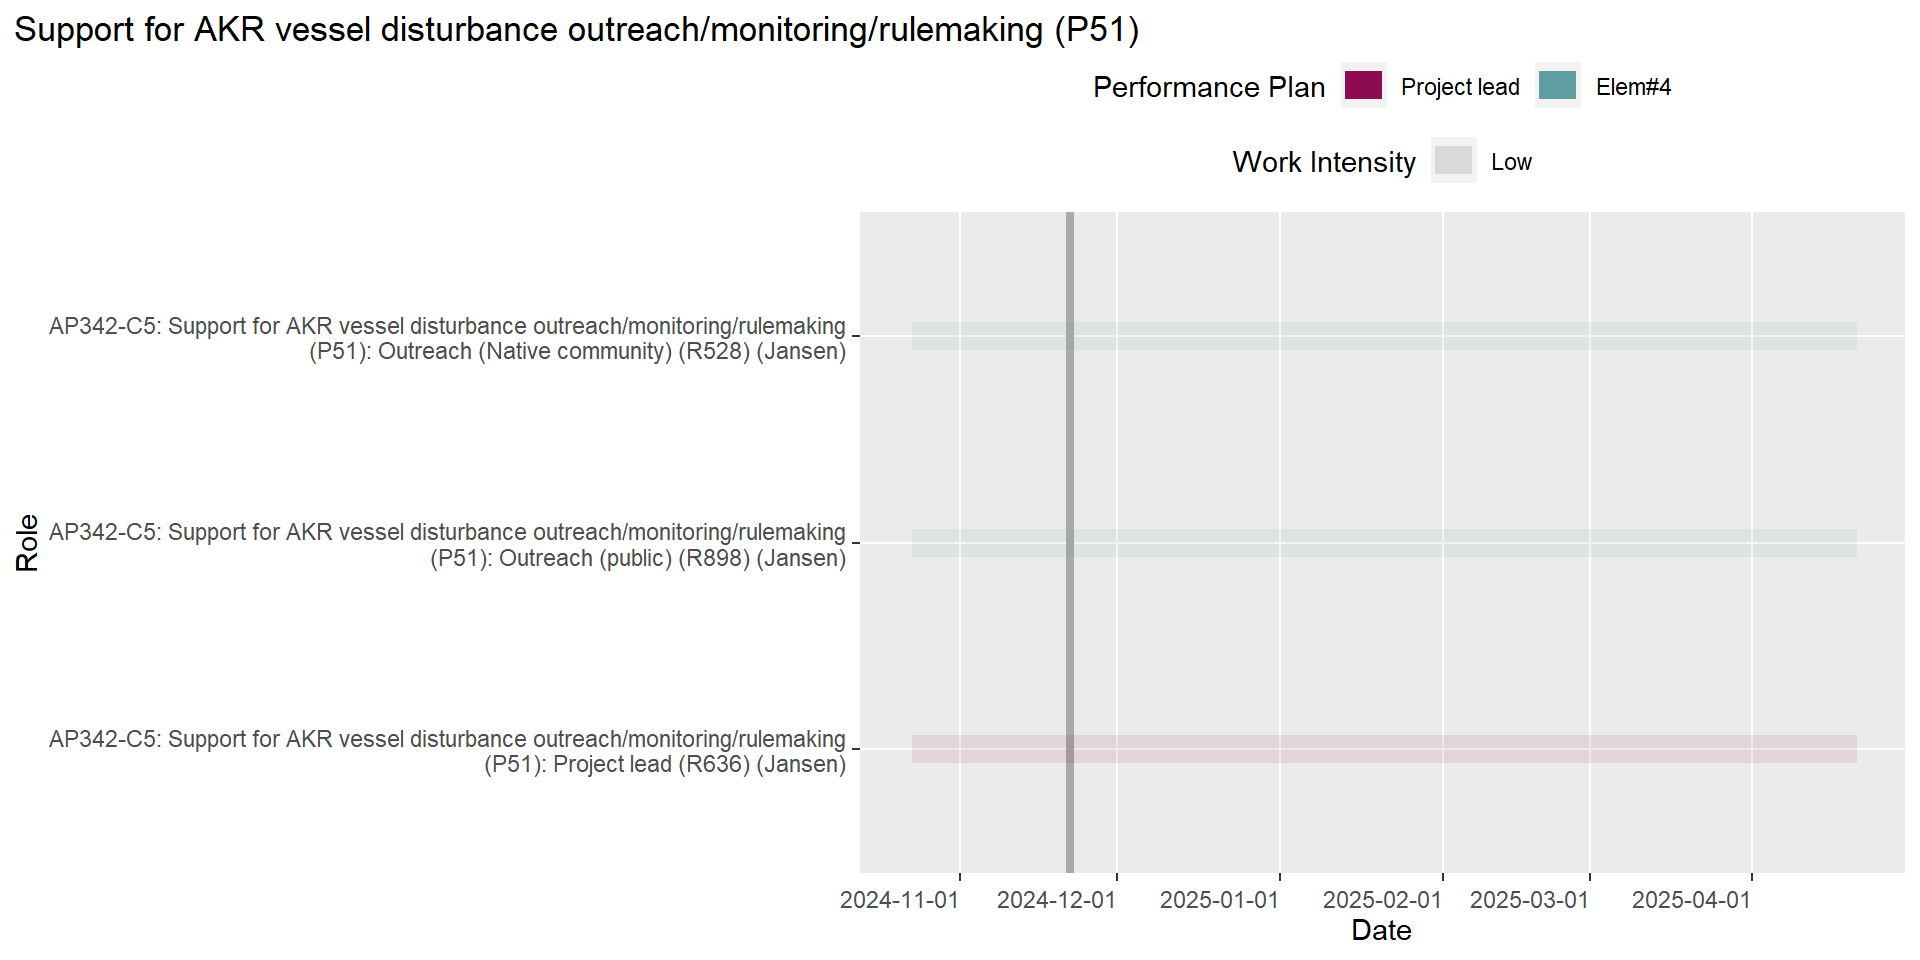 Support for AKR vessel disturbance outreach/monitoring/rulemaking (P51)
Performance Plan Project lead Elem#4
Work Intensity Low
Role
AP342-C5: Support for AKR vessel disturbance outreach/monitoring/rulemaking
(P51): Outreach (Native community) (R528) (Jansen)
AP342-C5: Support for AKR vessel disturbance outreach/monitoring/rulemaking
(P51): Outreach (public) (R898) (Jansen)
AP342-C5: Support for AKR vessel disturbance outreach/monitoring/rulemaking
(P51): Project lead (R636) (Jansen)
2024-11-01 2024-12-01 2025-01-01 2025-02-01 2025-03-01 2025-04-01
Date